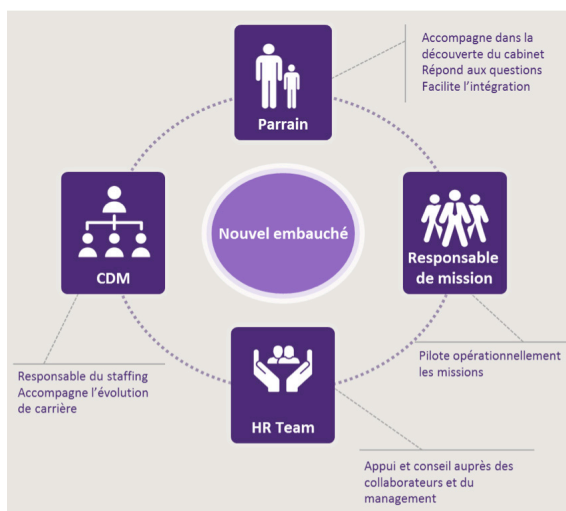 Accompagne dans la
découverte du cabinet
Répond aux questions
Facilite l’intégration
Parrain
Nouvel embauché
CDM
Responsable
de mission
Pilote opérationnellement
les missions
Responsable du staffing
Accompagne l’évolution
de carrière
HR Team
Appui et conseil auprès des
collaborateurs et du
management